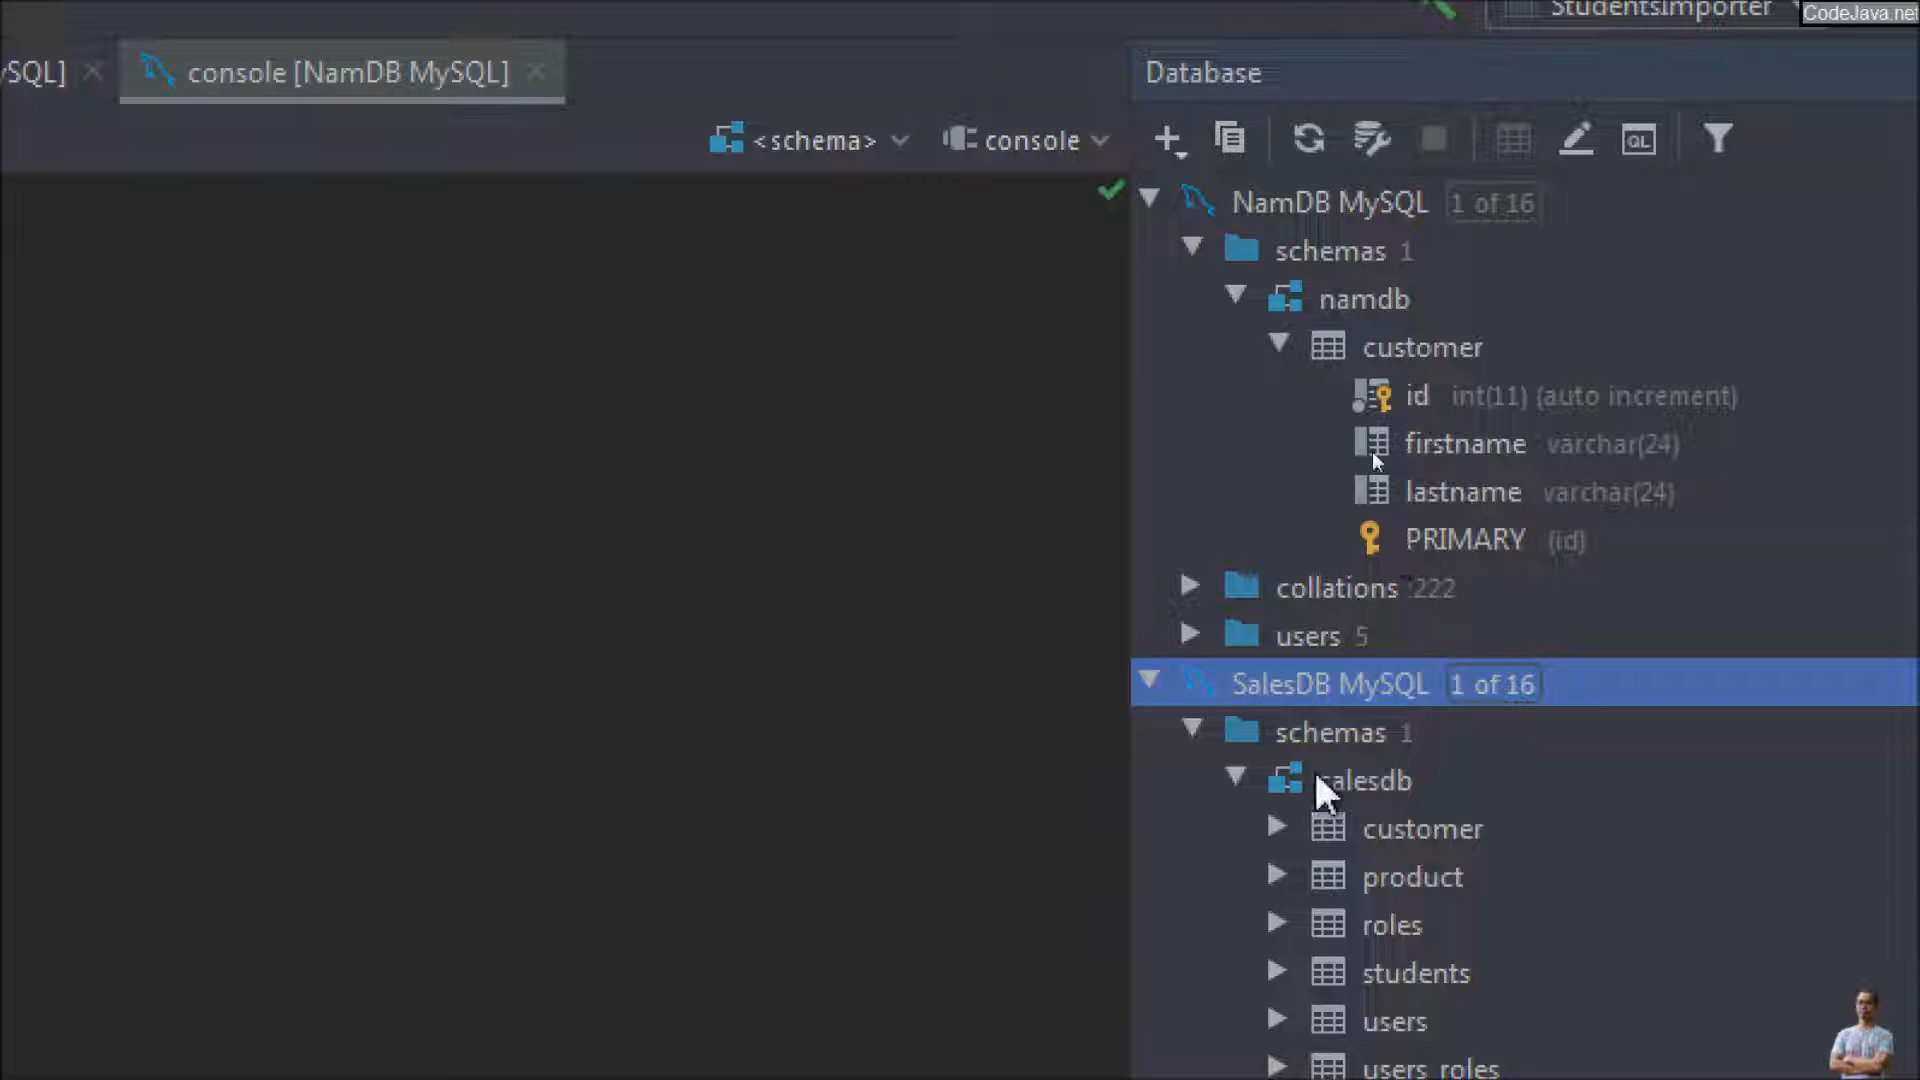 StudentsImporter
CodeJava.net
ySQL]
console [NamDB MySQL]
Database
<schema>
console
QL
NamDB MySQL 1 of 16
schemas 1
namdb
customer
id int(11) (auto increment)
firstname varchar(24)
lastname varchar(24)
PRIMARY (id)
collations 222
users 5
SalesDB MySQL 1 of 16
schemas 1
salesdb
customer
product
roles
students
users
users_roles